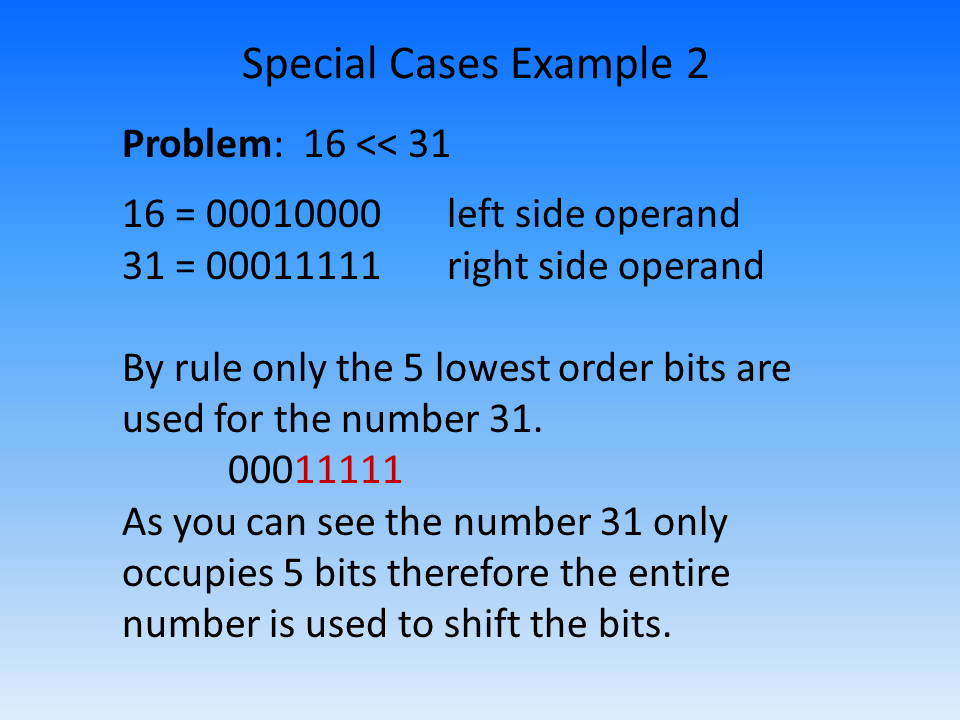 Special Cases Example 2
Problem: 16 << 31
16 = 00010000 left side operand
31 = 00011111 right side operand
By rule only the 5 lowest order bits are
used for the number 31.
00011111
As you can see the number 31 only
occupies 5 bits therefore the entire
number is used to shift the bits.